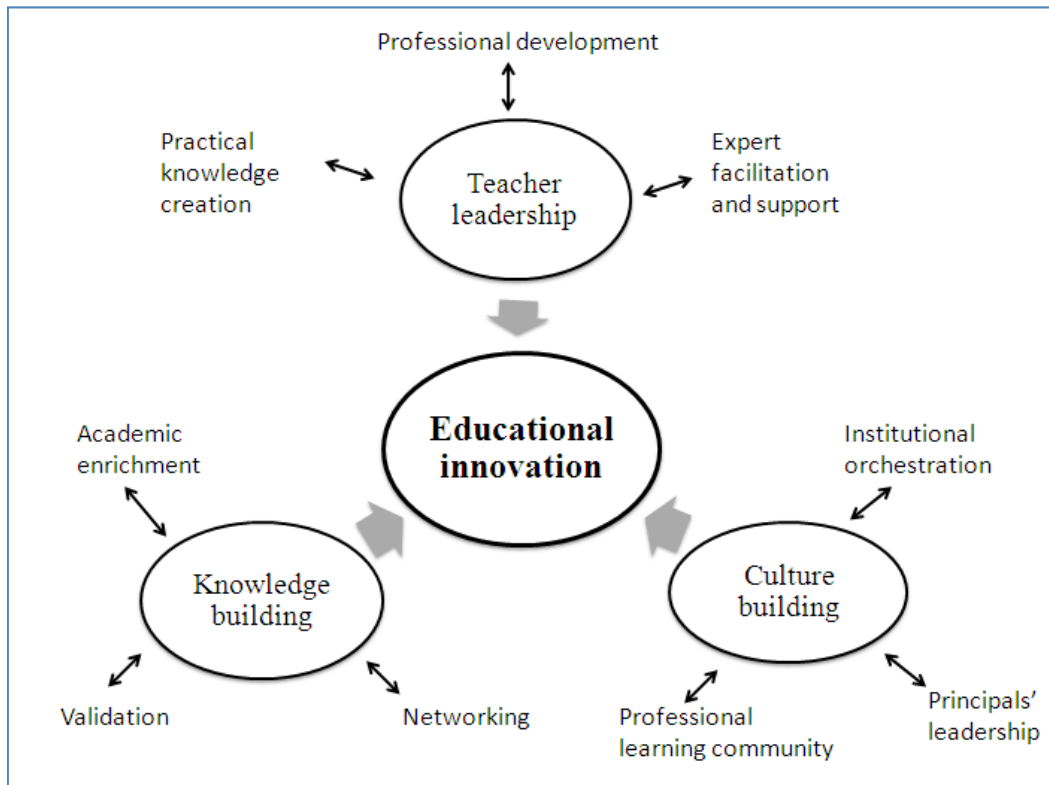 Professional development
Practical
knowledge
creation
Teacher
leadership
Expert
facilitation
and support
Educational
innovation
Academic
enrichment
Institutional
orchestration
Knowledge
building
Culture
building
Validation
Networking
Professional
learning community
Principals’
leadership